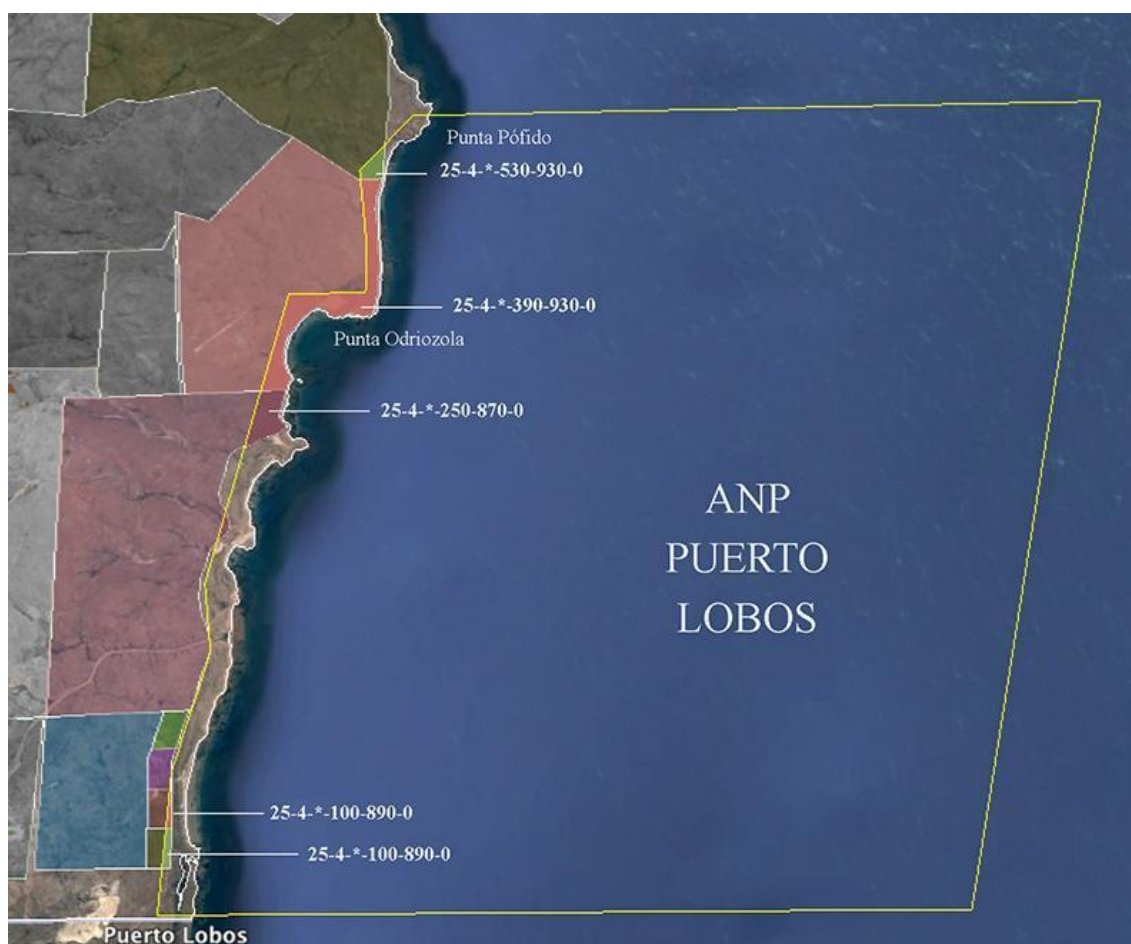 Punta Pófido
25-4-*-530-930-0
25-4-*-390-930-0
Punta Odriozola
25-4-*-250-870-0
ANP
PUERTO
LOBOS
25-4-*-100-890-0
25-4-*-100-890-0
Puerto Lobos